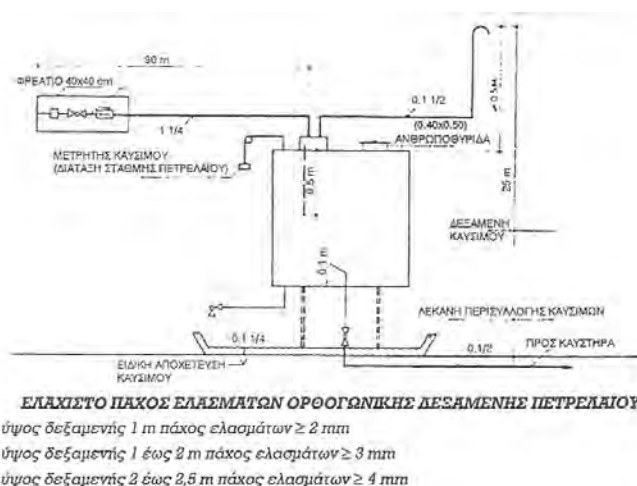 90 m
ΦΡΕΑΤΙΟ 40x40 cm
0.1 1/2
0.5м
(0.40x0.50)
1 1/4
ΑΝΘΡΩΠΟΘΥΡΙΔΑ
ΜΕΤΡΗΤΗΣ ΚΑΥΣΙΜΟΥ
(ΔΙΑΤΑΞΗ ΣΤΑΘΜΗΣ ΠΕΤΡΕΛΑΙΟΥ)
0.5 m
25 m
ΔΕΞΑΜΕΝΗ
ΚΑΥΣΙΜΟΥ
0.1 m
ΛΕΚΑΝΗ ΠΕΡΙΣΥΛΛΟΓΗΣ ΚΑΥΣΙΜΩΝ
0.1 1/4
0.1/2
ΠΡΟΣ ΚΑΥΣΤΗΡΑ
ΕΙΔΙΚΗ ΑΠΟΧΕΤΕΥΣΗ
ΚΑΥΣΙΜΟΥ
ΕΛΑΧΙΣΤΟ ΠΑΧΟΣ ΕΛΑΣΜΑΤΩΝ ΟΡΘΟΓΩΝΙΚΗΣ ΔΕΞΑΜΕΝΗΣ ΠΕΤΡΕΛΑΙΟΥ
ύψος δεξαμενής 1 m πάχος ελασμάτων ≥ 2 mm
ύψος δεξαμενής 1 έως 2 m πάχος ελασμάτων ≥ 3 mm
ύψος δεξαμενής 2 έως 2,5 m πάχος ελασμάτων ≥ 4 mm